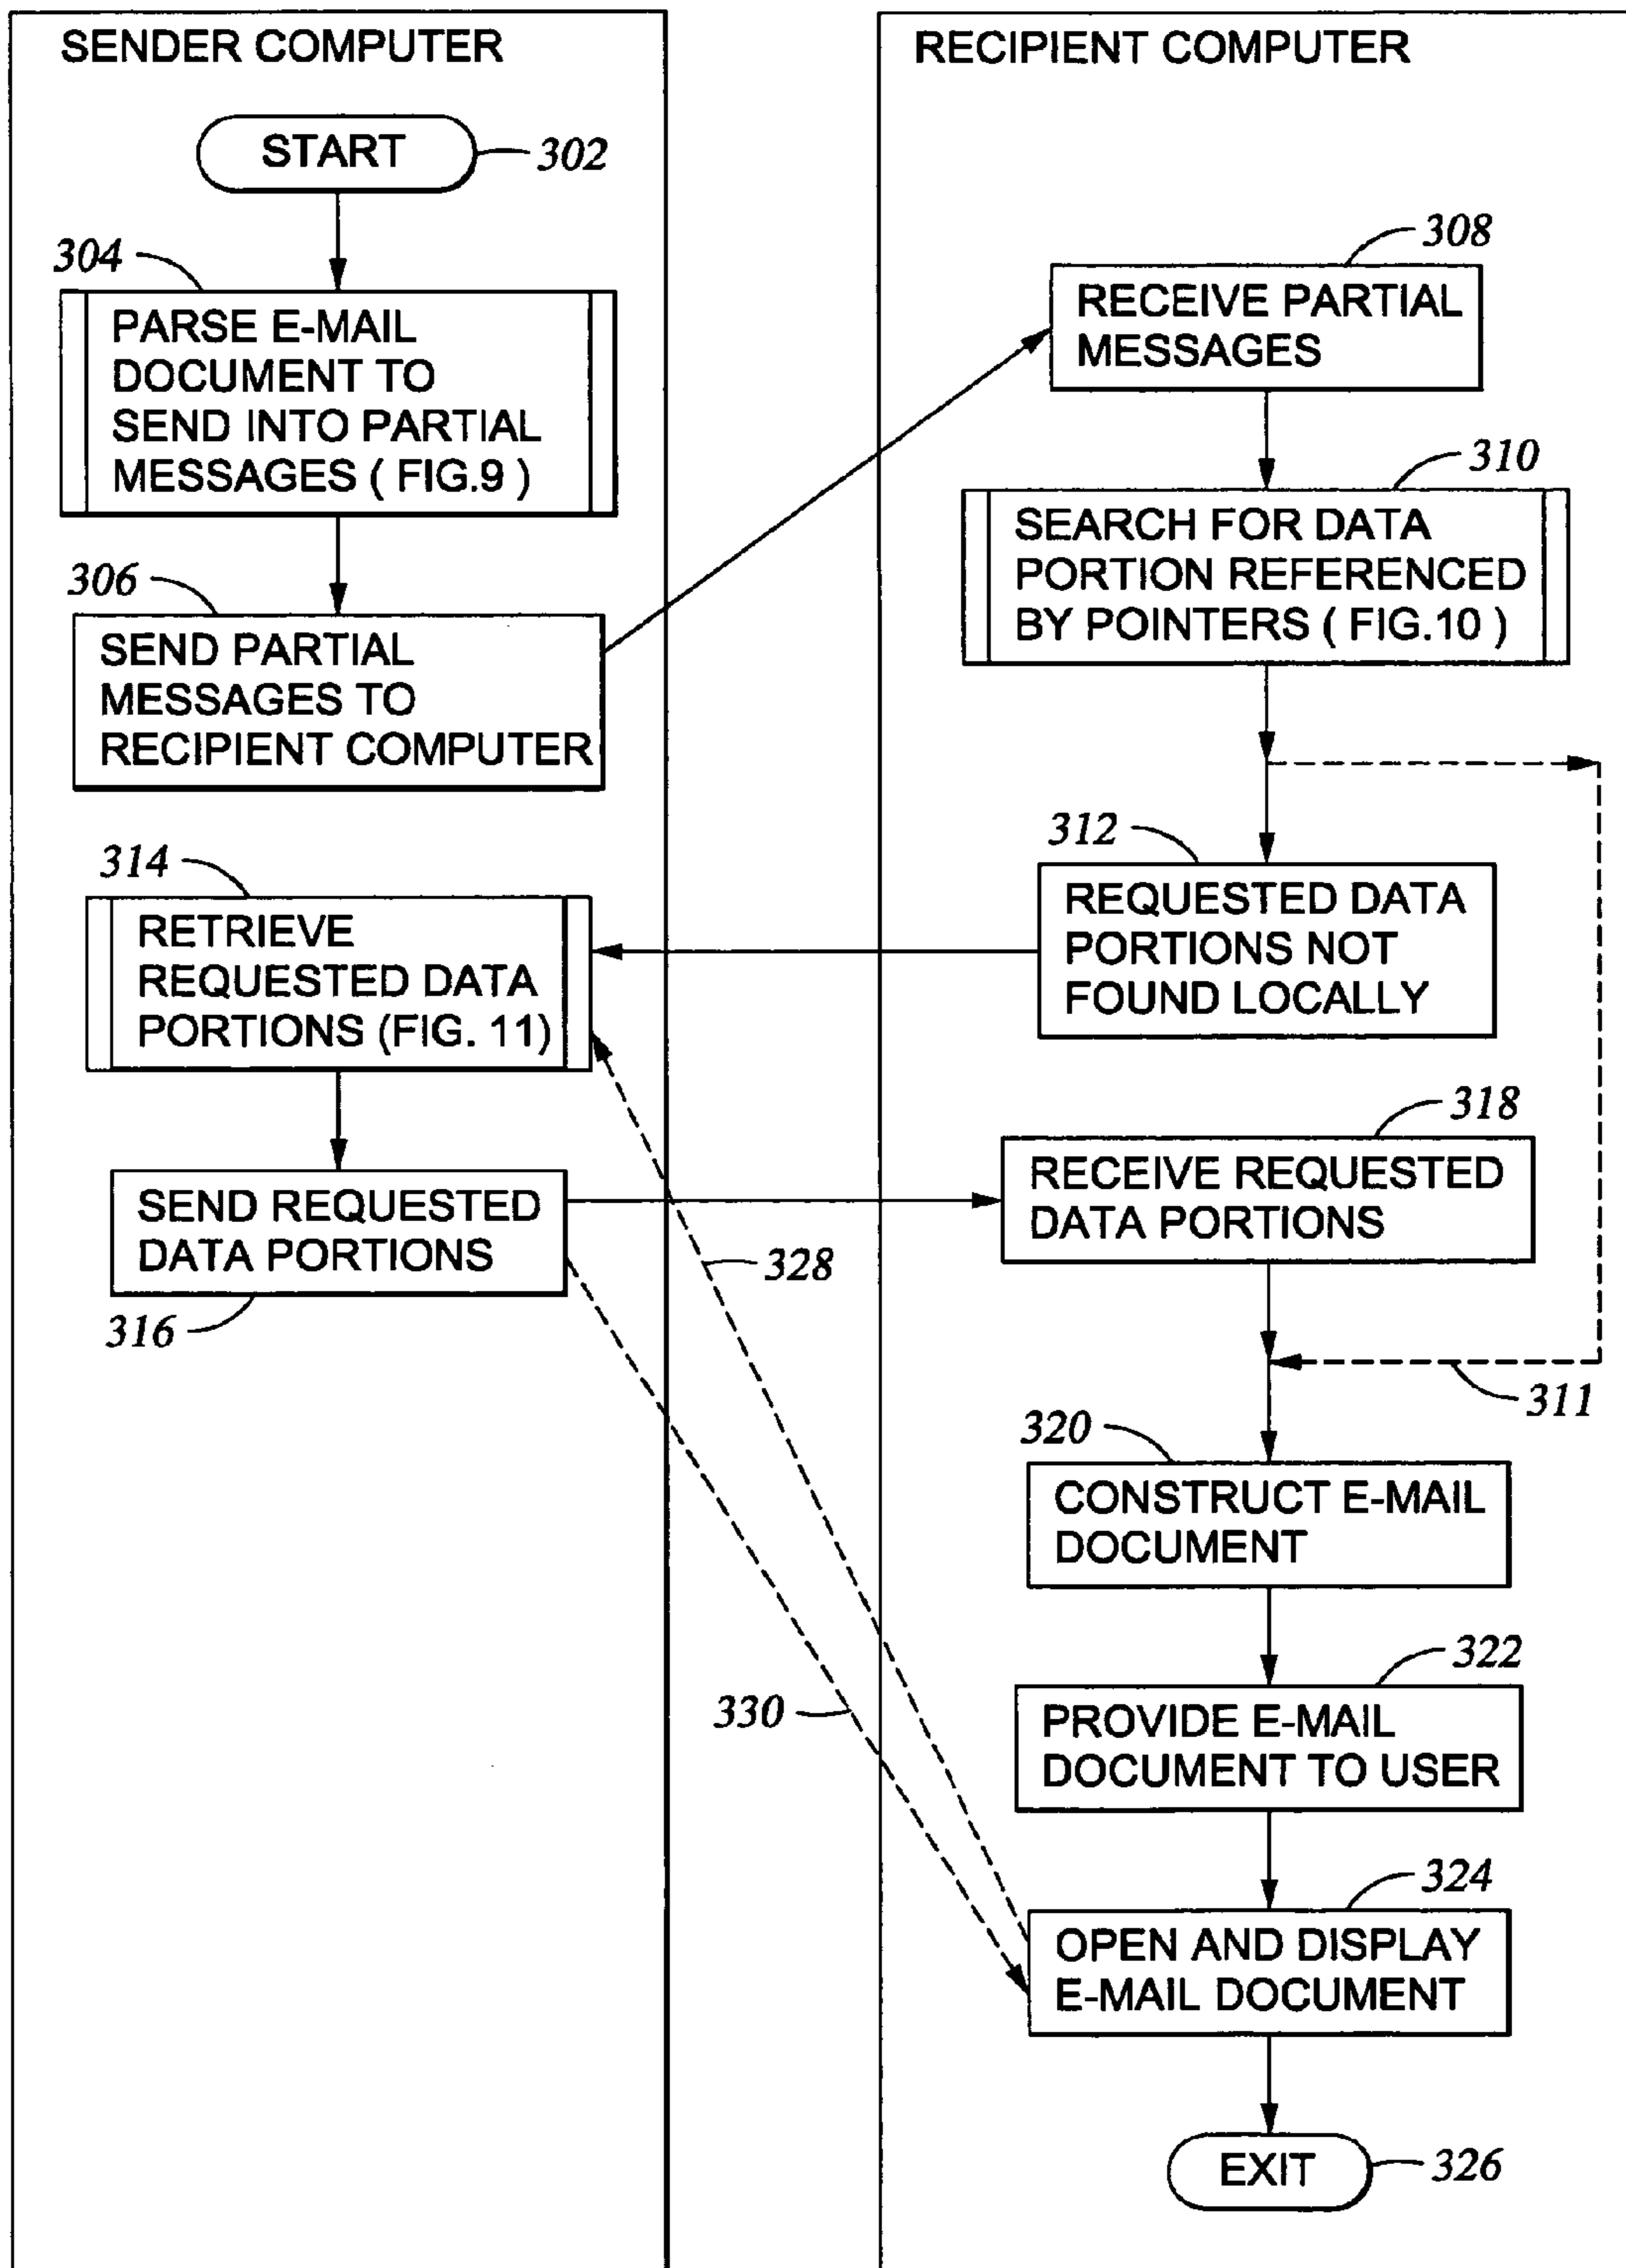 SENDER COMPUTER
START
302
304
PARSE E-MAIL
DOCUMENT TO
SEND INTO PARTIAL
MESSAGES ( FIG.9 )
306
SEND PARTIAL
MESSAGES TO
RECIPIENT COMPUTER
314
RETRIEVE
REQUESTED DATA
PORTIONS (FIG. 11)
SEND REQUESTED
DATA PORTIONS
316
328
330
RECIPIENT COMPUTER
308
RECEIVE PARTIAL
MESSAGES
310
SEARCH FOR DATA
PORTION REFERENCED
BY POINTERS ( FIG.10 )
312
REQUESTED DATA
PORTIONS NOT
FOUND LOCALLY
318
RECEIVE REQUESTED
DATA PORTIONS
311
320
CONSTRUCT E-MAIL
DOCUMENT
322
PROVIDE E-MAIL
DOCUMENT TO USER
324
OPEN AND DISPLAY
E-MAIL DOCUMENT
EXIT
326